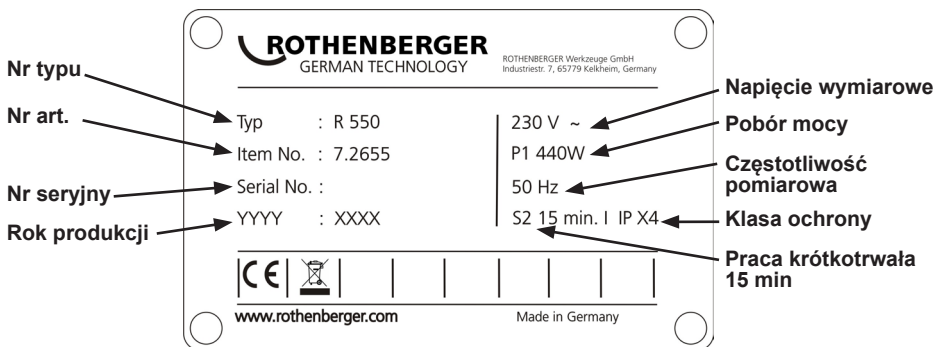 ROTHENBERGER
GERMAN TECHNOLOGY
ROTHENBERGER Werkzeuge GmbH
Industriestr. 7, 65779 Kelkheim, Germany
Nr typu
Nr art.
Nr seryjny
Rok produkcji
Typ : R 550
Item No. : 7.2655
Serial No. :
YYYY : XXXX
230 V ~
P1 440W
50 Hz
S2 15 min. I IP X4
Napięcie wymiarowe
Pobór mocy
Częstotliwość
pomiarowa
Klasa ochrony
Praca krótkotrwała
15 min
CE
www.rothenberger.com
Made in Germany